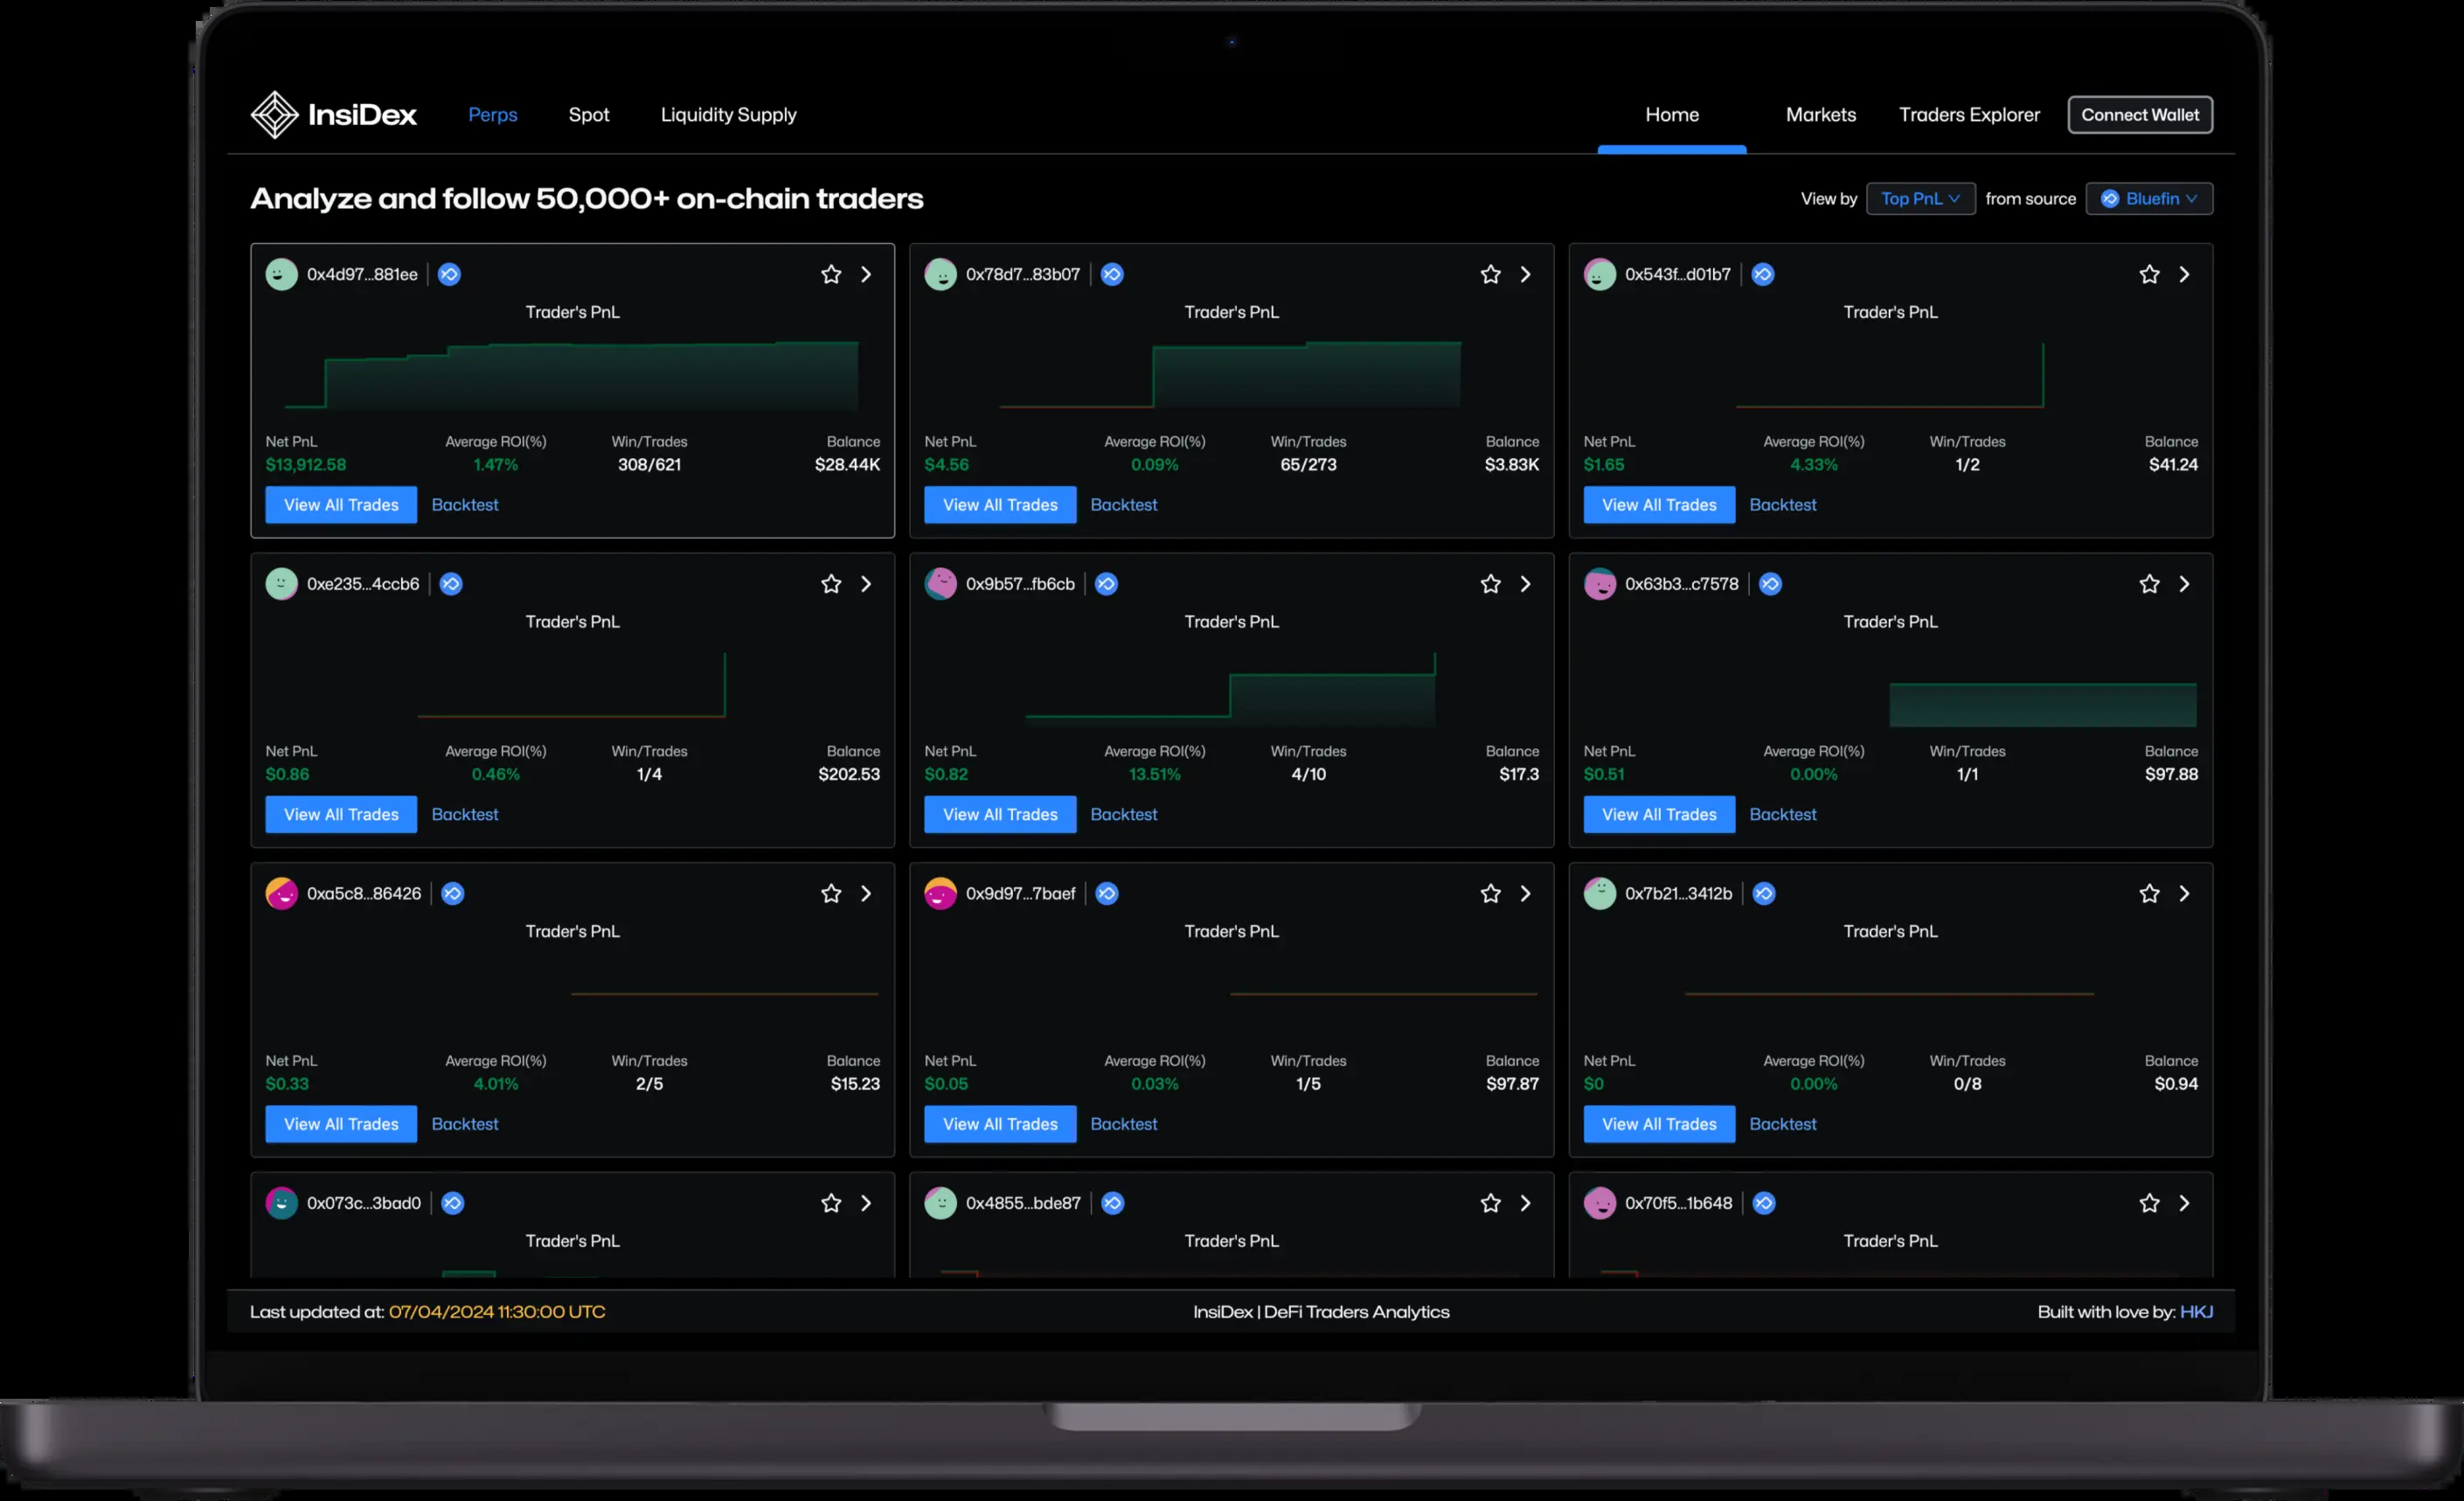 InsiDex Perps Spot Liquidity Supply Home Markets Traders Explorer Connect Wallet
Analyze and follow 50,000+ on-chain traders View by Top PnL from source Bluefin
0x4d97...881ee 0x78d7...83b07 0x543f...d01b7
Trader's PnL Trader's PnL Trader's PnL
Net PnL Average ROI(%) Win/Trades Balance Net PnL Average ROI(%) Win/Trades Balance Net PnL Average ROI(%) Win/Trades Balance
$13,912.58 1.47% 308/621 $28.44K $4.56 0.09% 65/273 $3.83K $1.65 4.33% 1/2 $41.24
View All Trades Backtest View All Trades Backtest View All Trades Backtest
0xe235...4ccb6 0x9b57...fb6cb 0x63b3...c7578
Trader's PnL Trader's PnL Trader's PnL
Net PnL Average ROI(%) Win/Trades Balance Net PnL Average ROI(%) Win/Trades Balance Net PnL Average ROI(%) Win/Trades Balance
$0.86 0.46% 1/4 $202.53 $0.82 13.51% 4/10 $17.3 $0.51 0.00% 1/1 $97.88
View All Trades Backtest View All Trades Backtest View All Trades Backtest
0xa5c8...86426 0x9d97...7baef 0x7b21...3412b
Trader's PnL Trader's PnL Trader's PnL
Net PnL Average ROI(%) Win/Trades Balance Net PnL Average ROI(%) Win/Trades Balance Net PnL Average ROI(%) Win/Trades Balance
$0.33 4.01% 2/5 $15.23 $0.05 0.03% 1/5 $97.87 $0 0.00% 0/8 $0.94
View All Trades Backtest View All Trades Backtest View All Trades Backtest
0x073c...3bad0 0x4855...bde87 0x70f5...1b648
Trader's PnL Trader's PnL Trader's PnL
Last updated at: 07/04/2024 11:30:00 UTC InsiDex | DeFi Traders Analytics Built with love by: HKJ